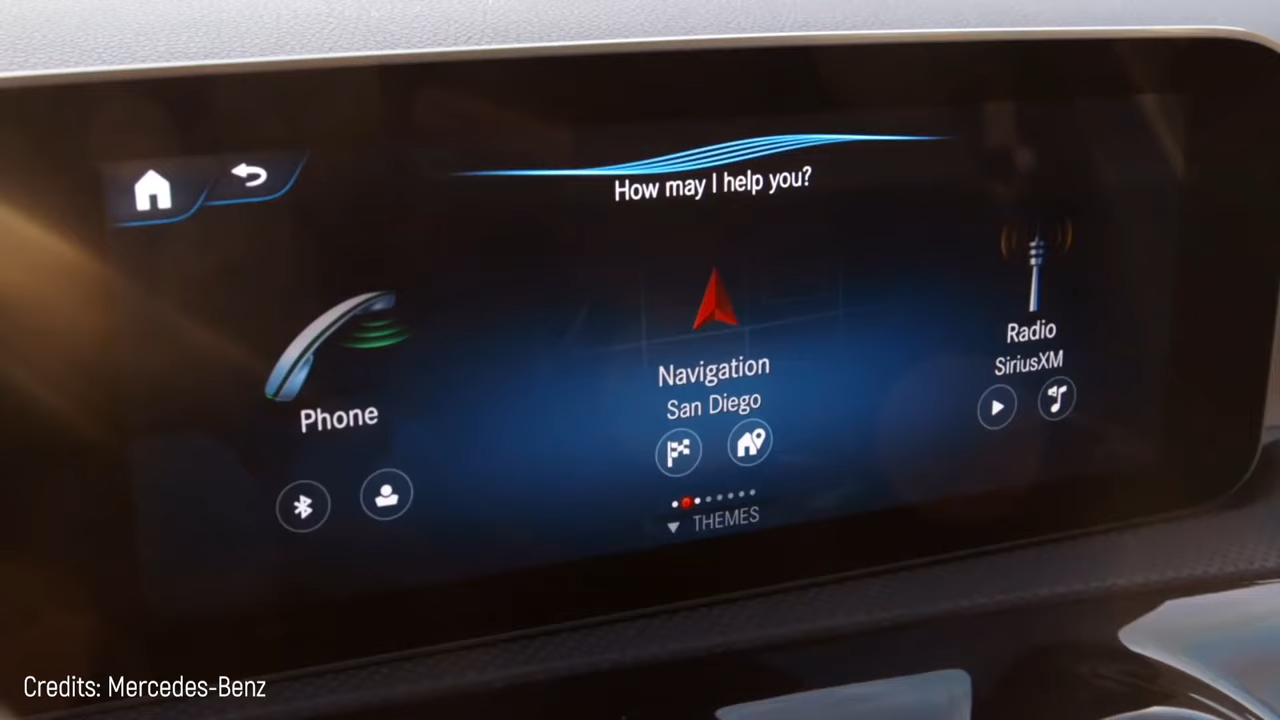 How may I help you?
Phone
Navigation
San Diego
Radio
SiriusXM
THEMES
Credits: Mercedes-Benz